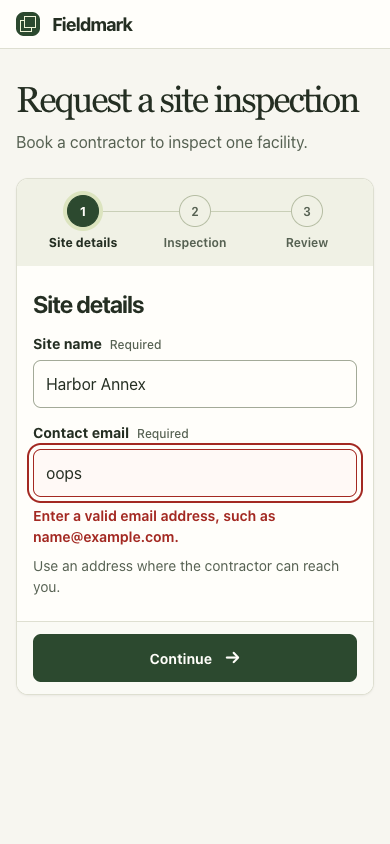 Fieldmark
Request a site inspection
Book a contractor to inspect one facility.
1
2
3
Site details
Inspection
Review
Site details
Site name Required
Harbor Annex
Contact email Required
oops
Enter a valid email address, such as
name@example.com.
Use an address where the contractor can reach
you.
Continue →